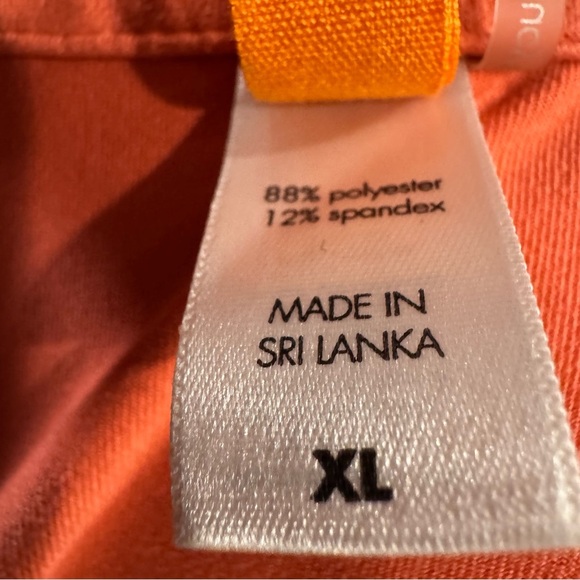 88% polyester
12% spandex
MADE IN
SRI LANKA
XL